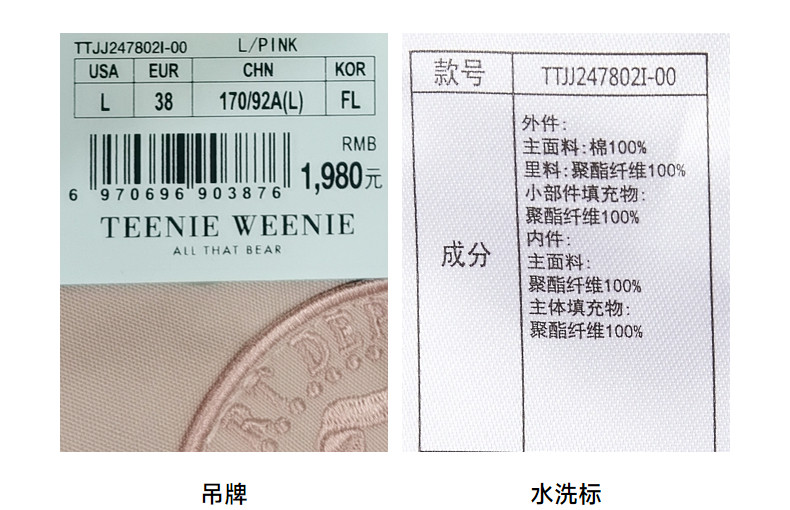 TTJJ247802I-00 L/PINK
USA EUR CHN KOR
L 38 170/92A(L) FL
RMB
6 970696 903876
1,980元
TEENIE WEENIE
ALL THAT BEAR
RT DEP
吊牌
款号 TTJJ247802I-00
成分
外件:
主面料:棉100%
里料:聚酯纤维100%
小部件填充物:
聚酯纤维100%
内件:
主面料:
聚酯纤维100%
主体填充物:
聚酯纤维100%
水洗标